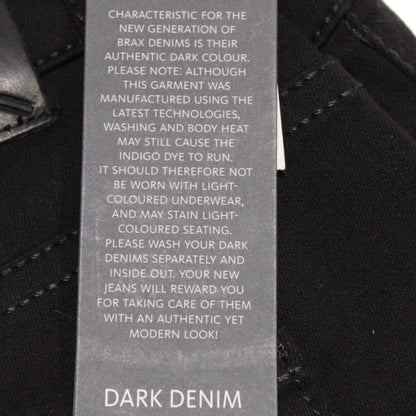 CHARACTERISTIC FOR THE
NEW GENERATION OF
BRAX DENIMS IS THEIR
AUTHENTIC DARK COLOUR.
PLEASE NOTE: ALTHOUGH
THIS GARMENT WAS
MANUFACTURED USING THE
LATEST TECHNOLOGIES,
WASHING AND BODY HEAT
MAY STILL CAUSE THE
INDIGO DYE TO RUN.
IT SHOULD THEREFORE NOT
BE WORN WITH LIGHT-
COLOURED UNDERWEAR,
AND MAY STAIN LIGHT-
COLOURED SEATING.
PLEASE WASH YOUR DARK
DENIMS SEPARATELY AND
INSIDE OUT. YOUR NEW
JEANS WILL REWARD YOU
FOR TAKING CARE OF THEM
WITH AN AUTHENTIC YET
MODERN LOOK!
DARK DENIM